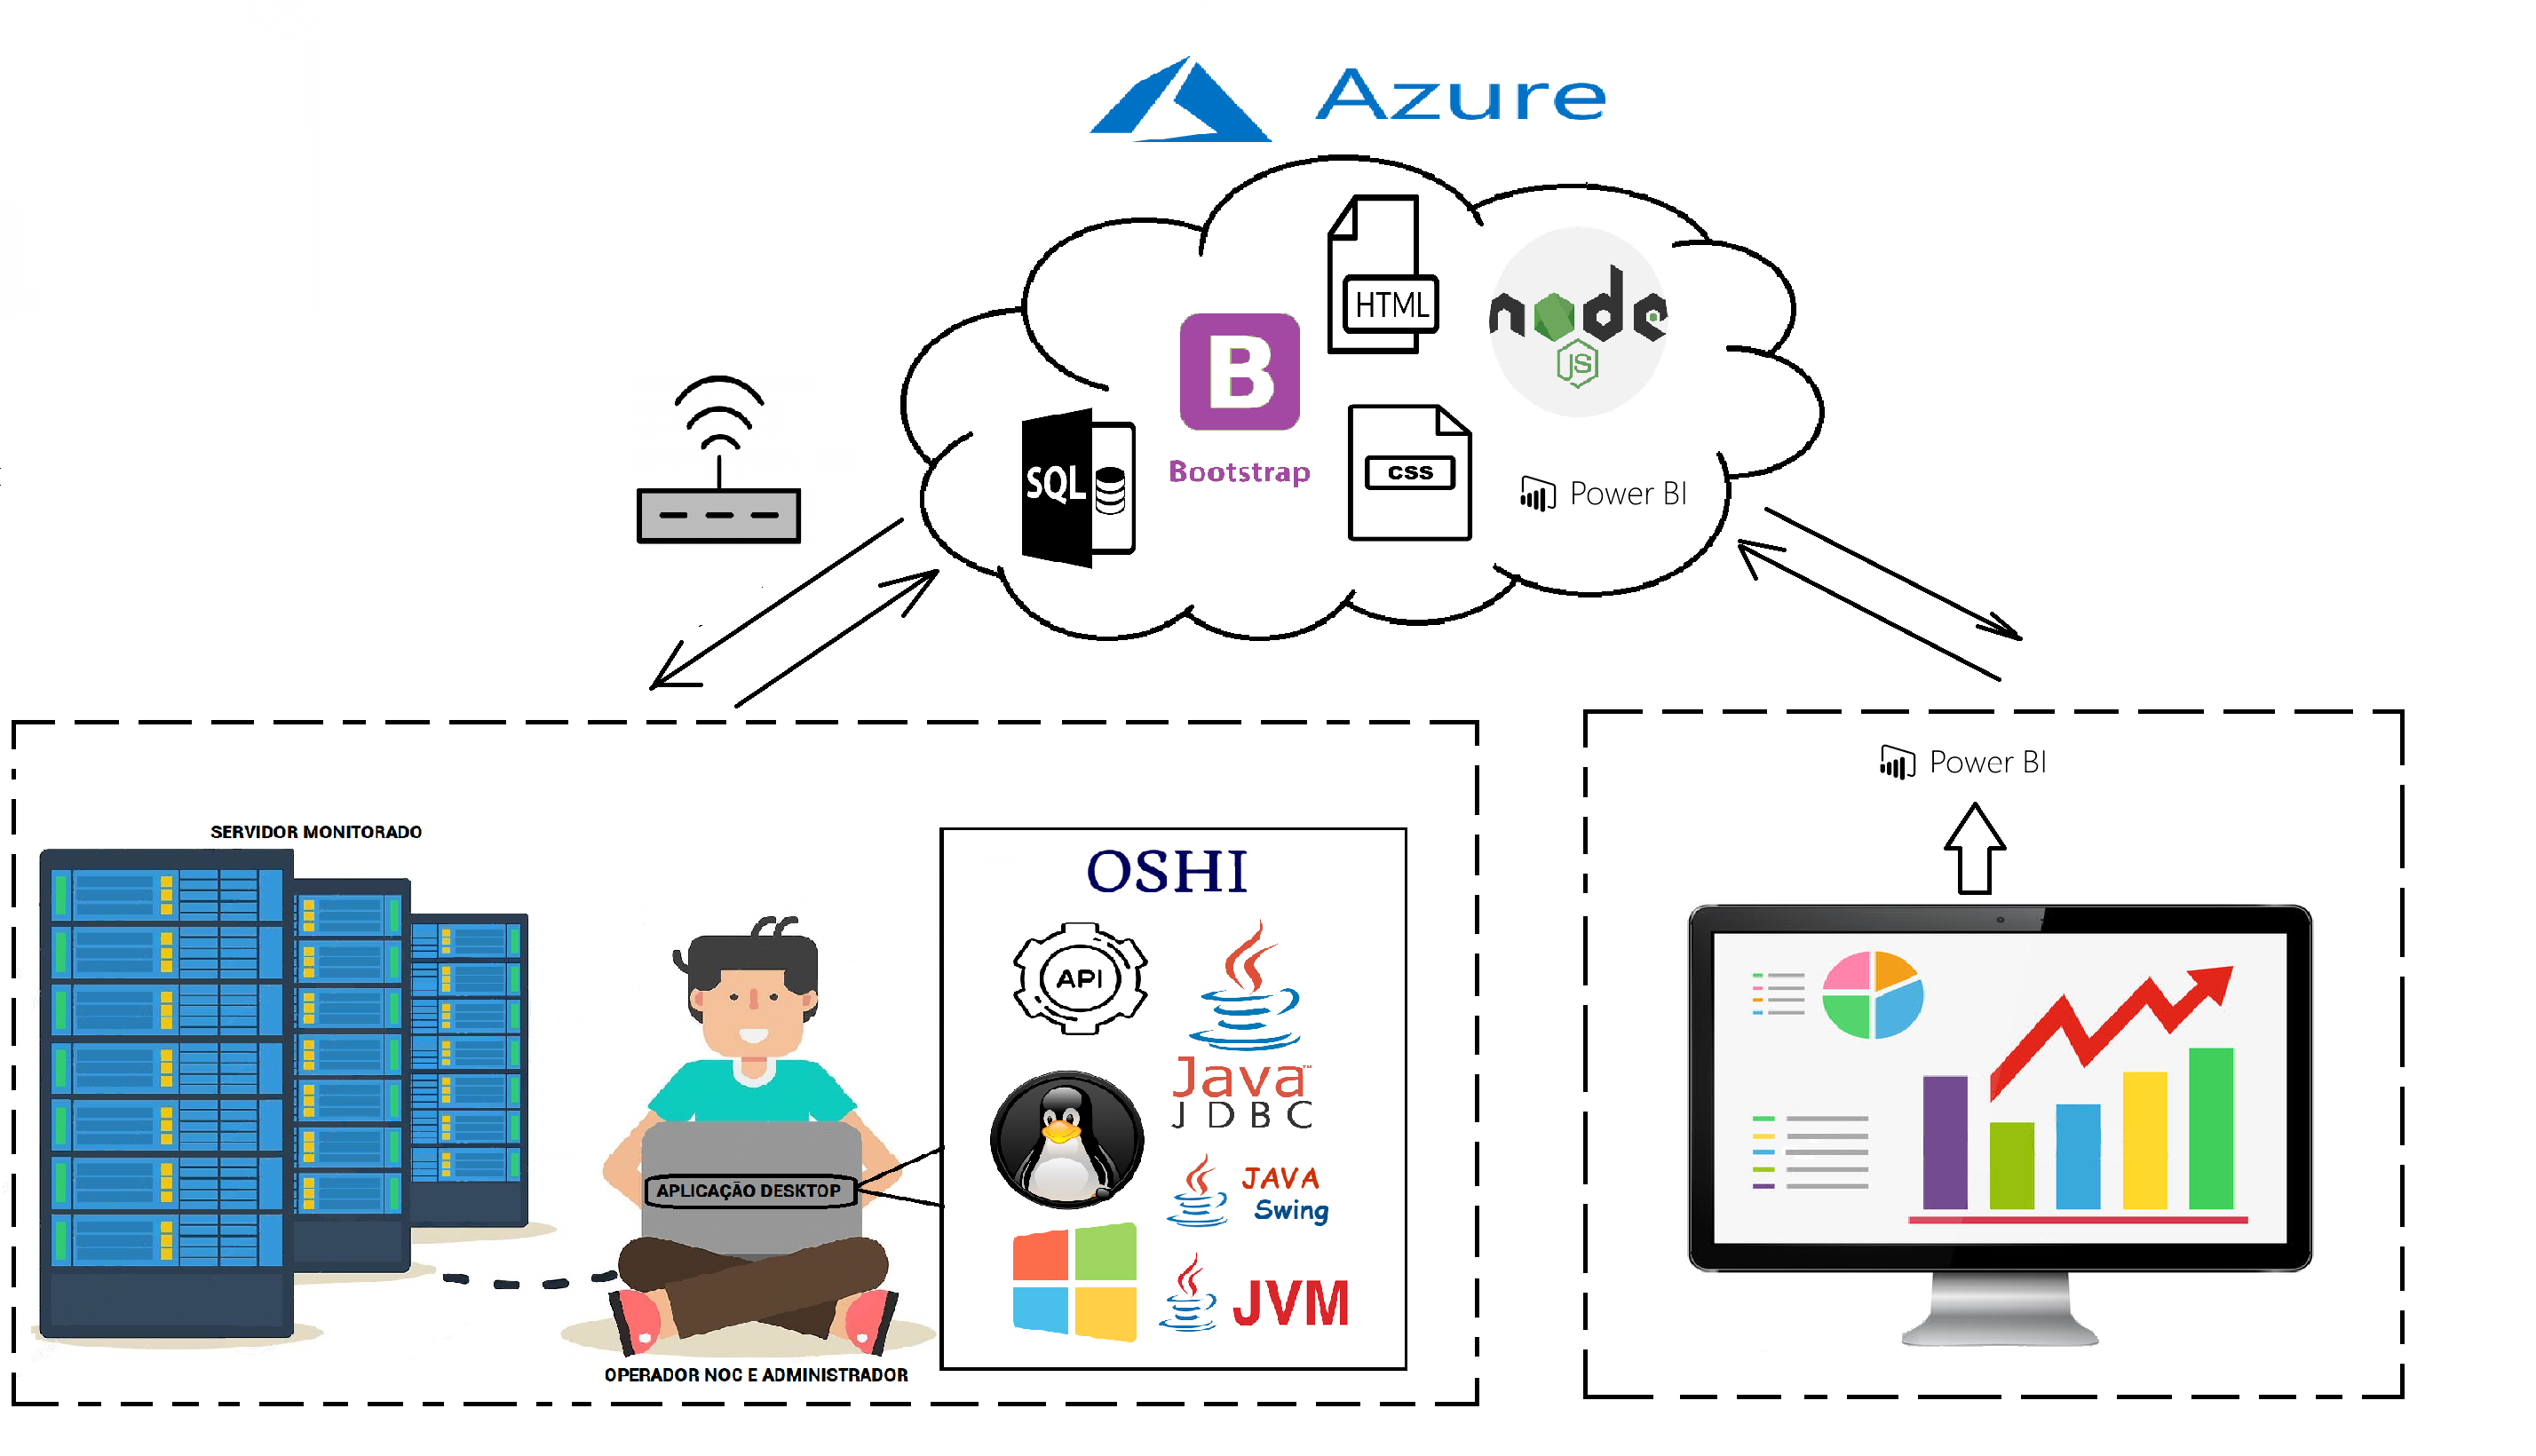 Azure
HTML
node
JS
B
Bootstrap
SQL
CSS
Power BI
Power BI
SERVIDOR MONITORADO
OSHI
API
Java™
JDBC
JAVA
Swing
APLICAÇÃO DESKTOP
JVM
OPERADOR NOC E ADMINISTRADOR